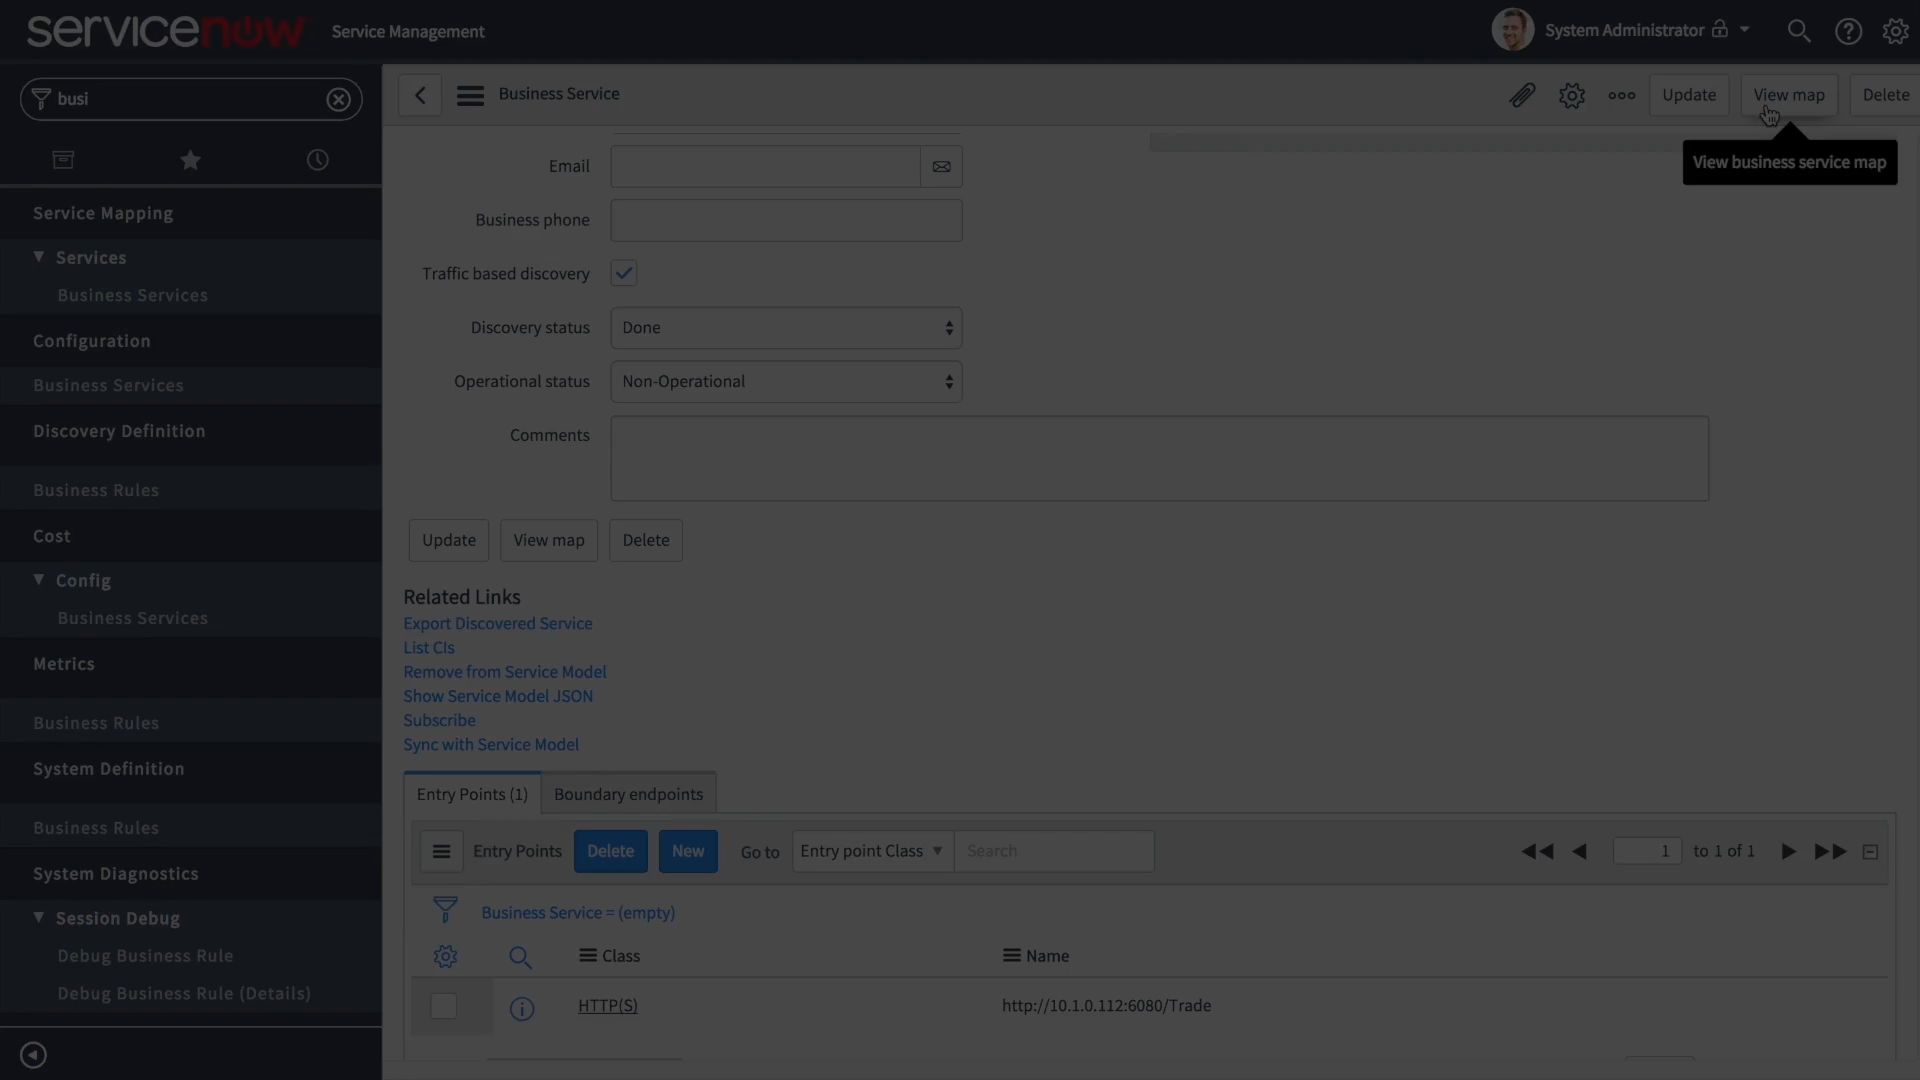 servicenow Service Management
System Administrator
busi
Business Service
Update
View map
Delete
View business service map
Service Mapping
Services
Business Services
Configuration
Business Services
Discovery Definition
Business Rules
Cost
Config
Business Services
Metrics
Business Rules
System Definition
Business Rules
System Diagnostics
Session Debug
Debug Business Rule
Debug Business Rule (Details)
Email
Business phone
Traffic based discovery
Discovery status Done
Operational status Non-Operational
Comments
Update View map Delete
Related Links
Export Discovered Service
List CIs
Remove from Service Model
Show Service Model JSON
Subscribe
Sync with Service Model
Entry Points (1) Boundary endpoints
Entry Points Delete New Go to Entry point Class Search 1 to 1 of 1
Business Service = (empty)
Class Name
HTTP(S) http://10.1.0.112:6080/Trade